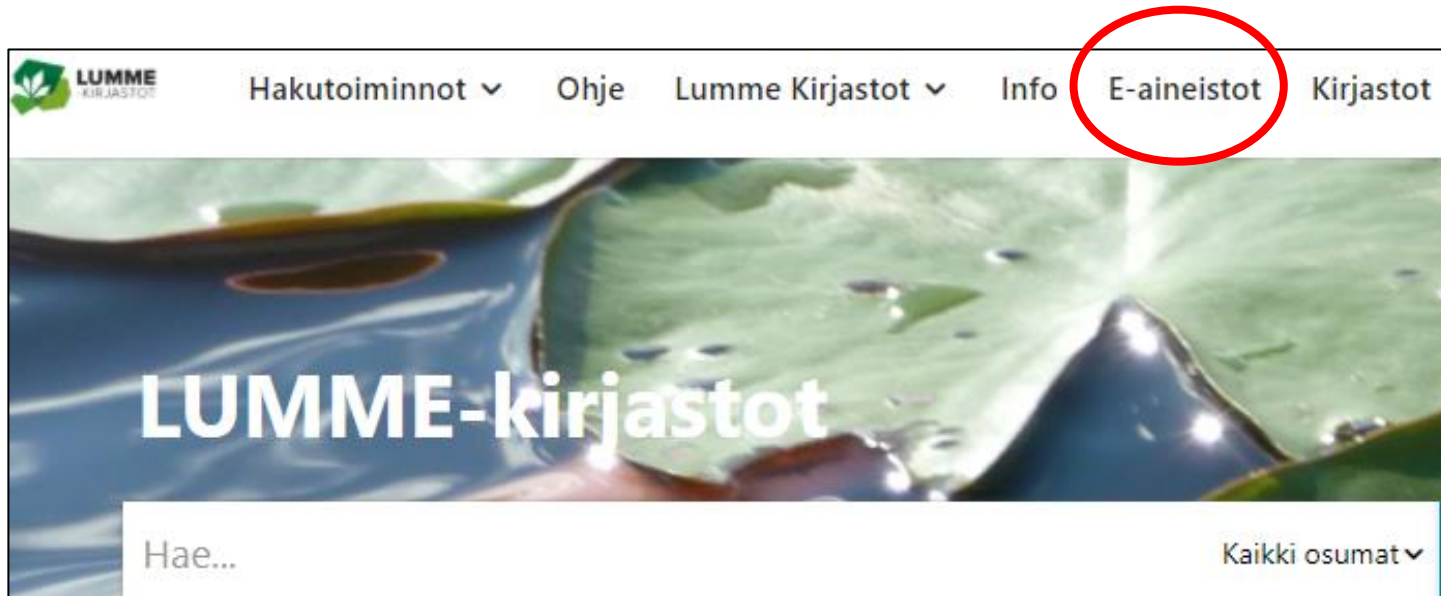 LUMME
KIRJASTOT
Hakutoiminnot Ohje Lumme Kirjastot Info E-aineistot Kirjastot
LUMME-kirjastot
Hae... Kaikki osumat